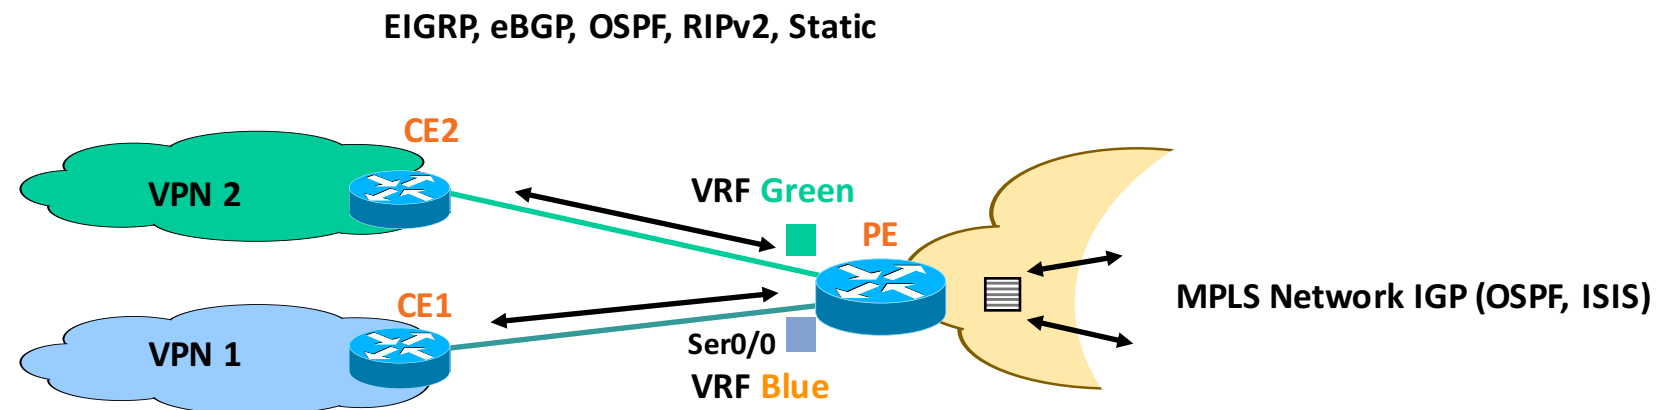 EIGRP, eBGP, OSPF, RIPv2, Static
CE2
VPN 2
VRF Green
PE
MPLS Network IGP (OSPF, ISIS)
CE1
VPN 1
Ser0/0
VRF Blue